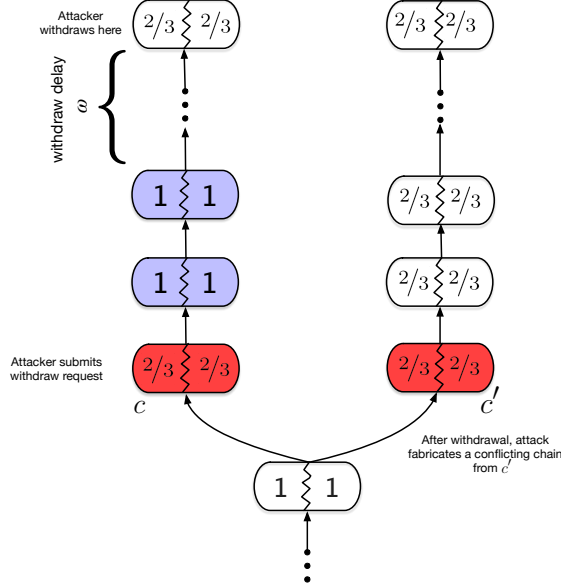 Attacker
withdraws here
2/3 2/3
2/3 2/3
withdraw delay
ω
1 1
2/3 2/3
1 1
2/3 2/3
Attacker submits
withdraw request
2/3 2/3
2/3 2/3
c
c′
After withdrawal, attack
fabricates a conflicting chain
from c′
1 1